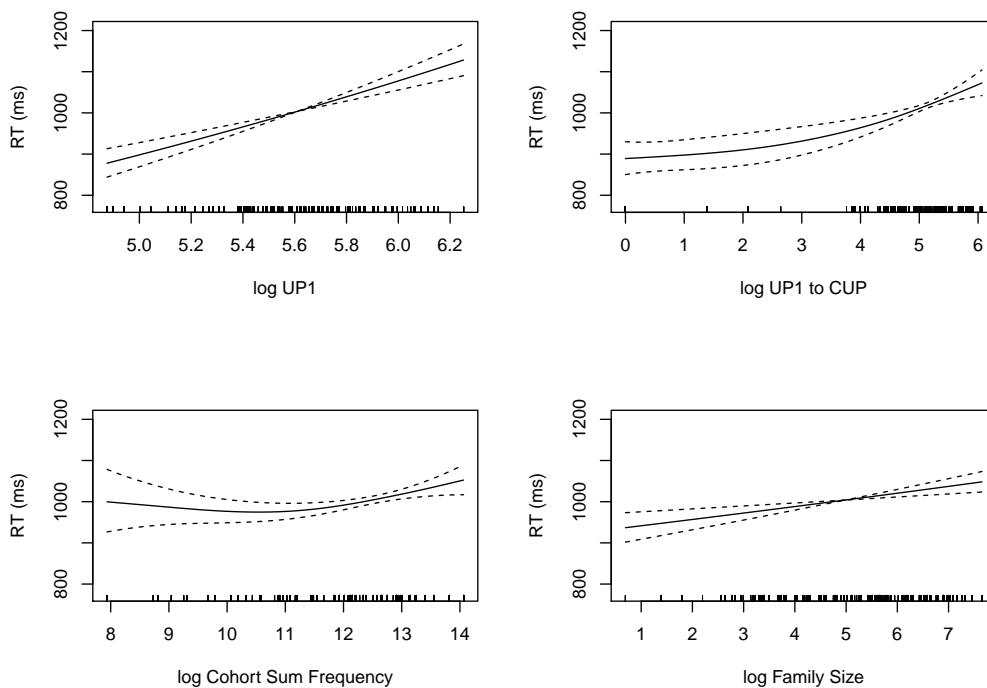 1200
1000
800
RT (ms)
5.0 5.2 5.4 5.6 5.8 6.0 6.2
log UP1
1200
1000
800
RT (ms)
0 1 2 3 4 5 6
log UP1 to CUP
1200
1000
800
RT (ms)
8 9 10 11 12 13 14
log Cohort Sum Frequency
1200
1000
800
RT (ms)
1 2 3 4 5 6 7
log Family Size